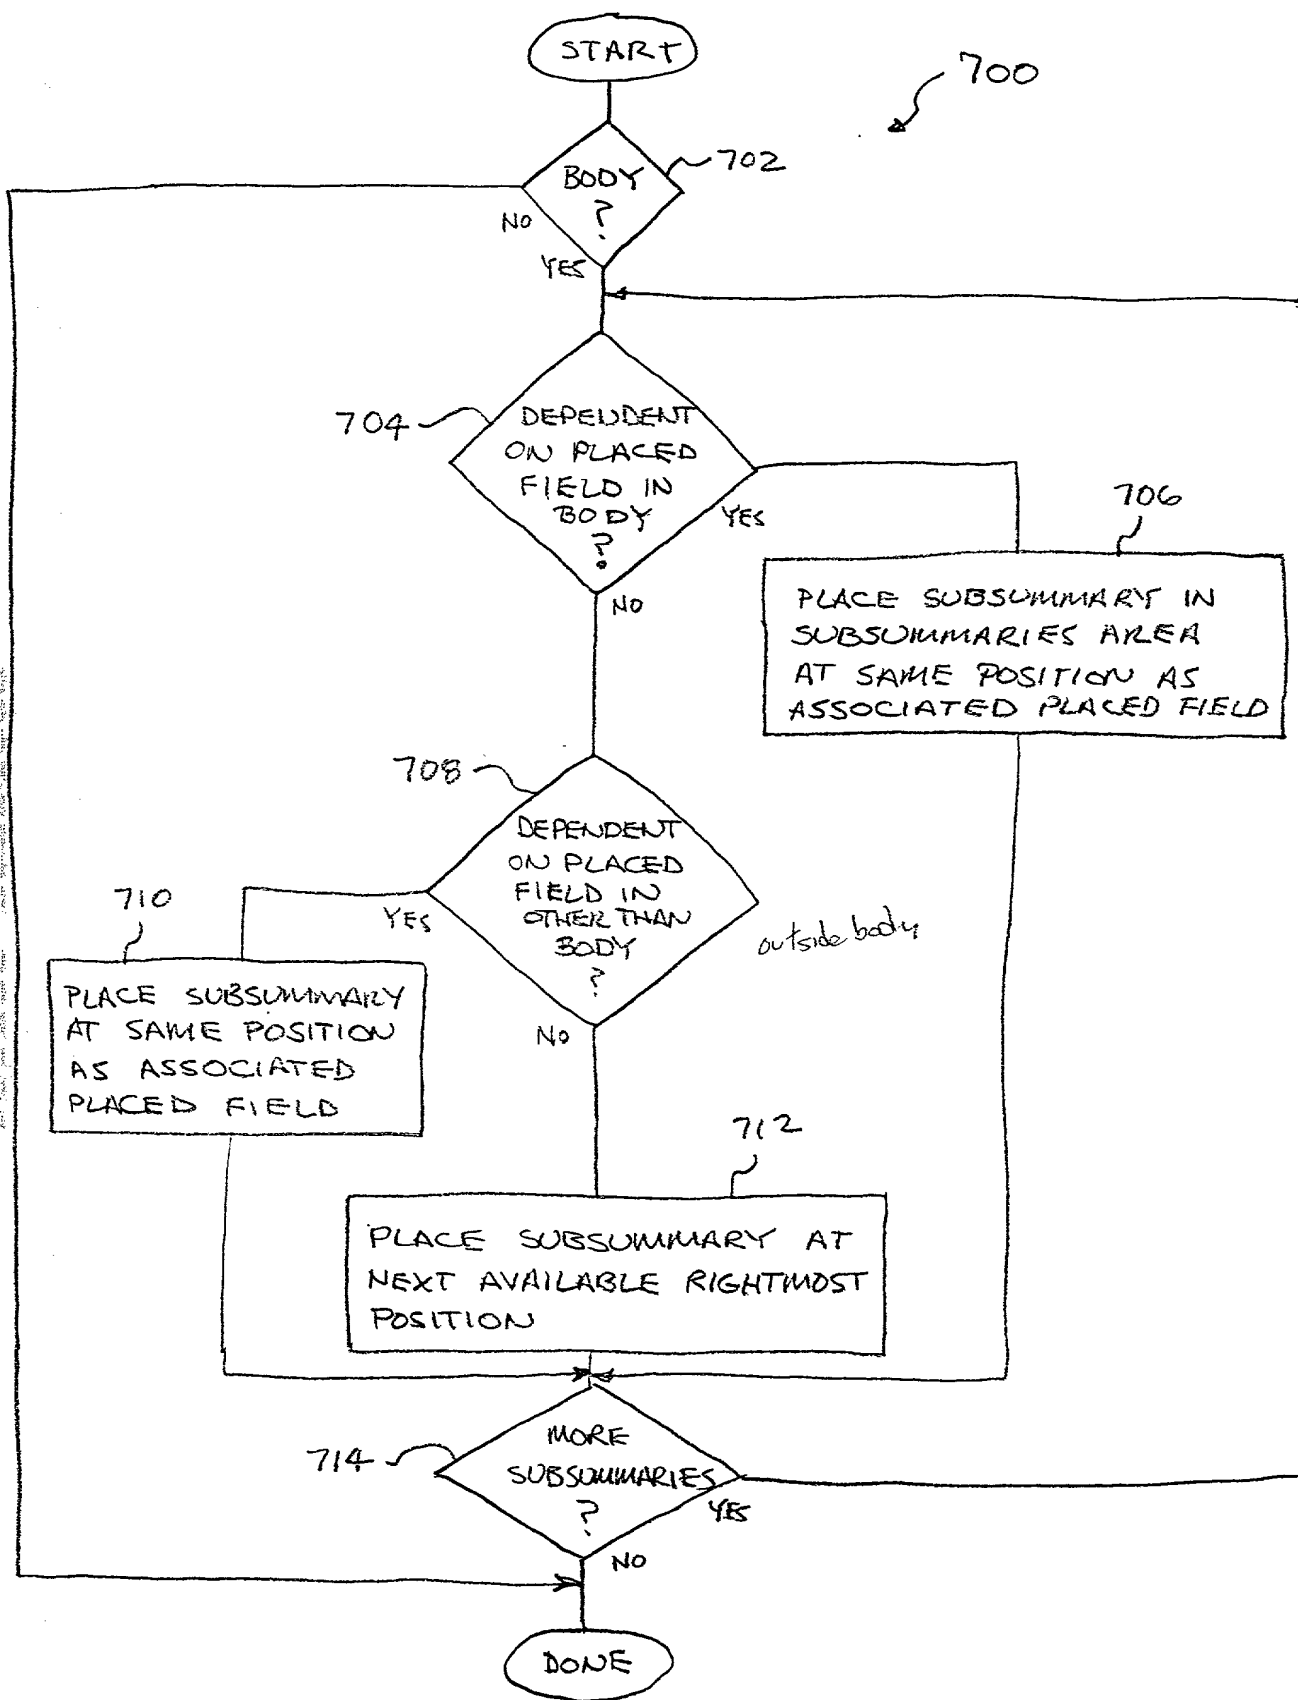 START
700
702
BODY
?
NO
YES
704
DEPENDENT
ON PLACED
FIELD IN
BODY
?
YES
NO
706
PLACE SUBSUMMARY IN
SUBSUMMARIES AREA
AT SAME POSITION AS
ASSOCIATED PLACED FIELD
708
DEPENDENT
ON PLACED
FIELD IN
OTHER THAN
BODY
?
YES
outside body
NO
710
PLACE SUBSUMMARY
AT SAME POSITION
AS ASSOCIATED
PLACED FIELD
712
PLACE SUBSUMMARY AT
NEXT AVAILABLE RIGHTMOST
POSITION
714
MORE
SUBSUMMARIES
?
YES
NO
DONE